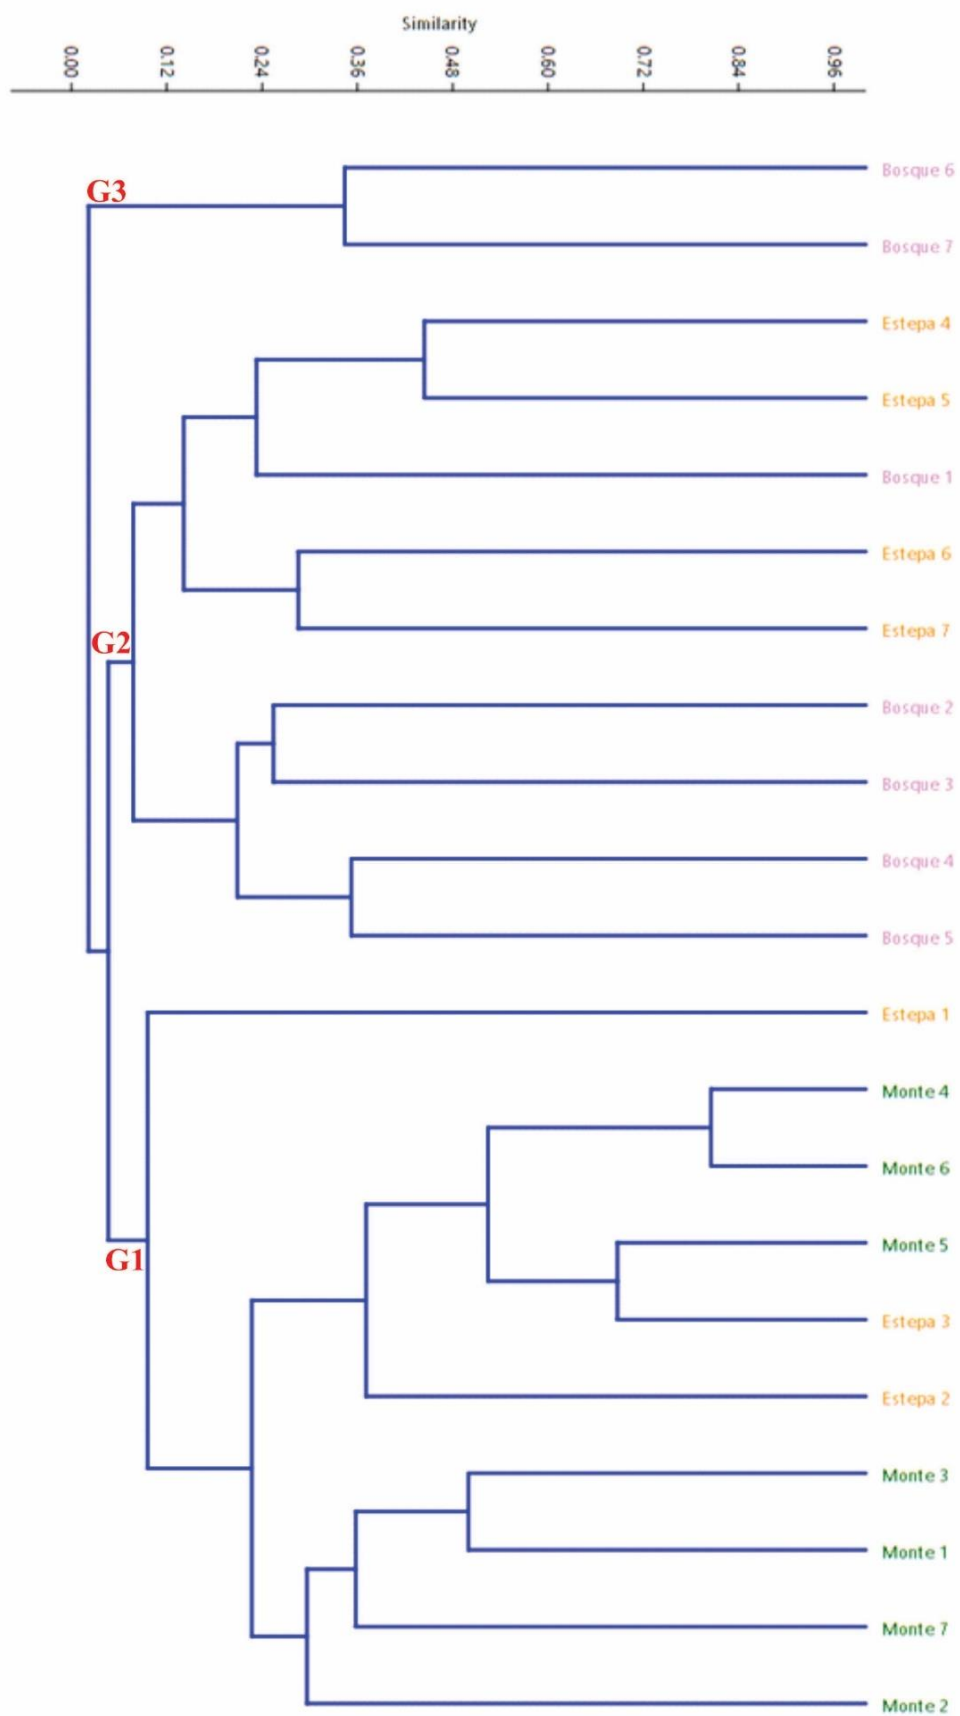 Similarity
0.00 0.12 0.24 0.36 0.48 0.60 0.72 0.84 0.96
Bosque 6
G3
Bosque 7
Estepa 4
Estepa 5
Bosque 1
Estepa 6
Estepa 7
G2
Bosque 2
Bosque 3
Bosque 4
Bosque 5
Estepa 1
Monte 4
Monte 6
Monte 5
G1
Estepa 3
Estepa 2
Monte 3
Monte 1
Monte 7
Monte 2